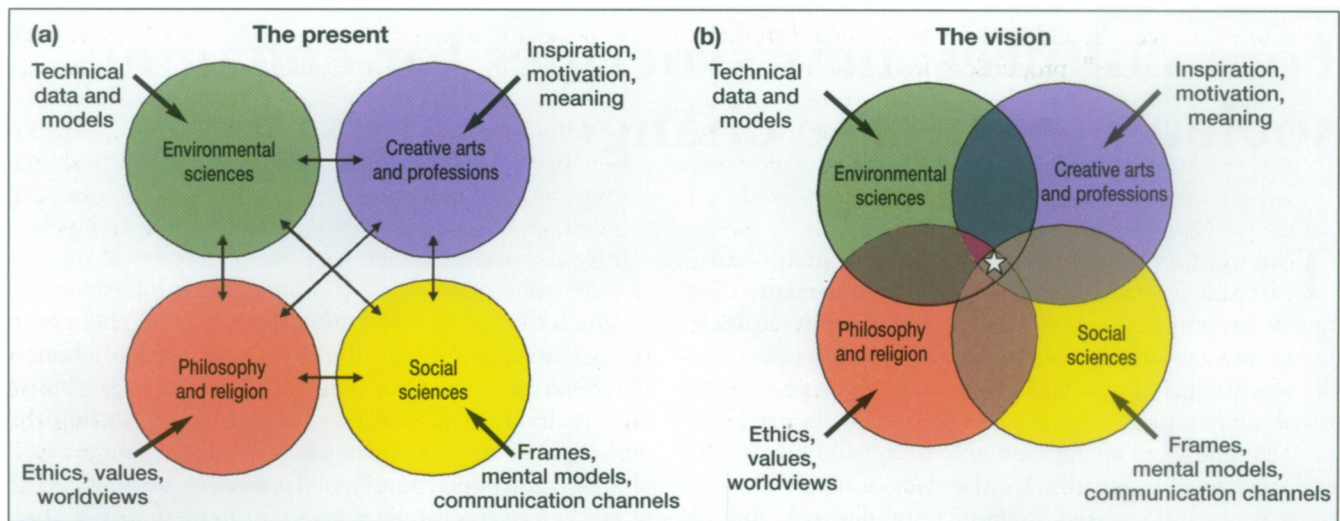 (a)
The present
Technical
data and
models
Inspiration,
motivation,
meaning
Environmental
sciences
Creative arts
and professions
Philosophy
and religion
Social
sciences
Ethics, values,
worldviews
Frames,
mental models,
communication channels
(b)
The vision
Technical
data and
models
Inspiration,
motivation,
meaning
Environmental
sciences
Creative arts
and professions
Philosophy
and religion
Social
sciences
Ethics,
values,
worldviews
Frames,
mental models,
communication channels